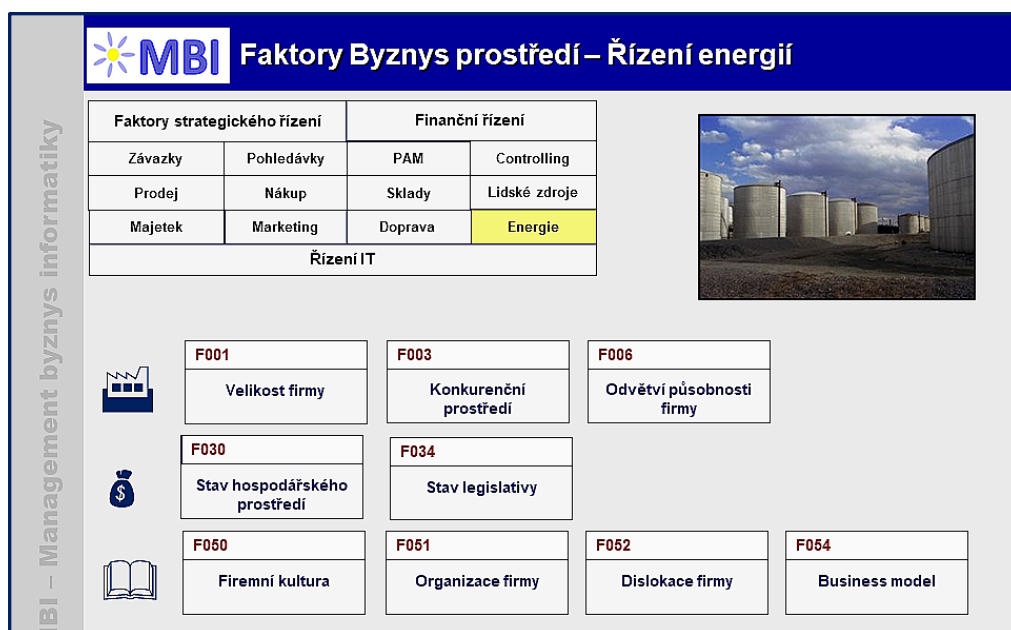 MBI
Faktory Byznys prostředí – Řízení energií
Faktory strategického řízení
Finanční řízení
Závazky
Pohledávky
PAM
Controlling
Prodej
Nákup
Sklady
Lidské zdroje
Majetek
Marketing
Doprava
Energie
Řízení IT
F001
Velikost firmy
F003
Konkurenční
prostředí
F006
Odvětví působnosti
firmy
F030
Stav hospodářského
prostředí
F034
Stav legislativy
F050
Firemní kultura
F051
Organizace firmy
F052
Dislokace firmy
F054
Business model
MBI – Management byznys informatiky